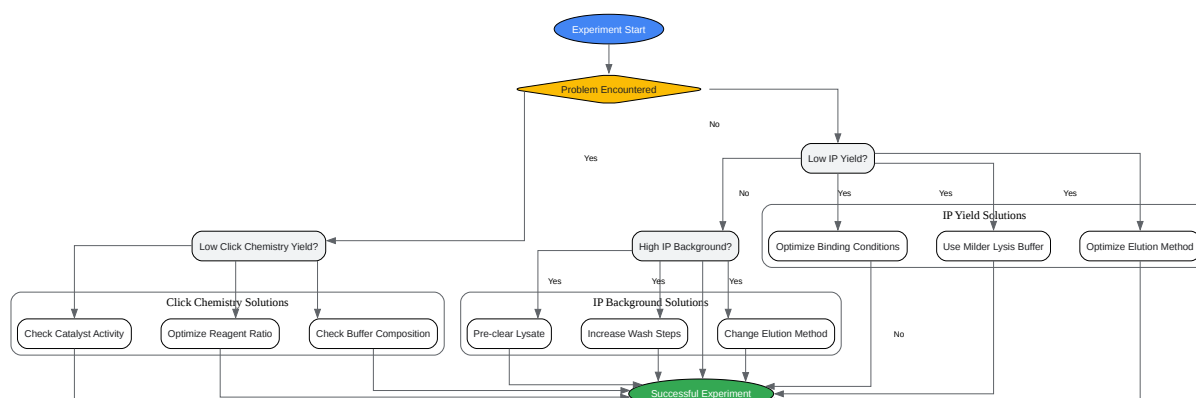 Experiment Start
Problem Encountered
No
Yes
Low IP Yield?
No
Yes
Yes
Yes
IP Yield Solutions
Low Click Chemistry Yield?
High IP Background?
Optimize Binding Conditions
Use Milder Lysis Buffer
Optimize Elution Method
Yes
Yes
Yes
Click Chemistry Solutions
IP Background Solutions
Check Catalyst Activity
Optimize Reagent Ratio
Check Buffer Composition
Pre-clear Lysate
Increase Wash Steps
Change Elution Method
No
Successful Experiment